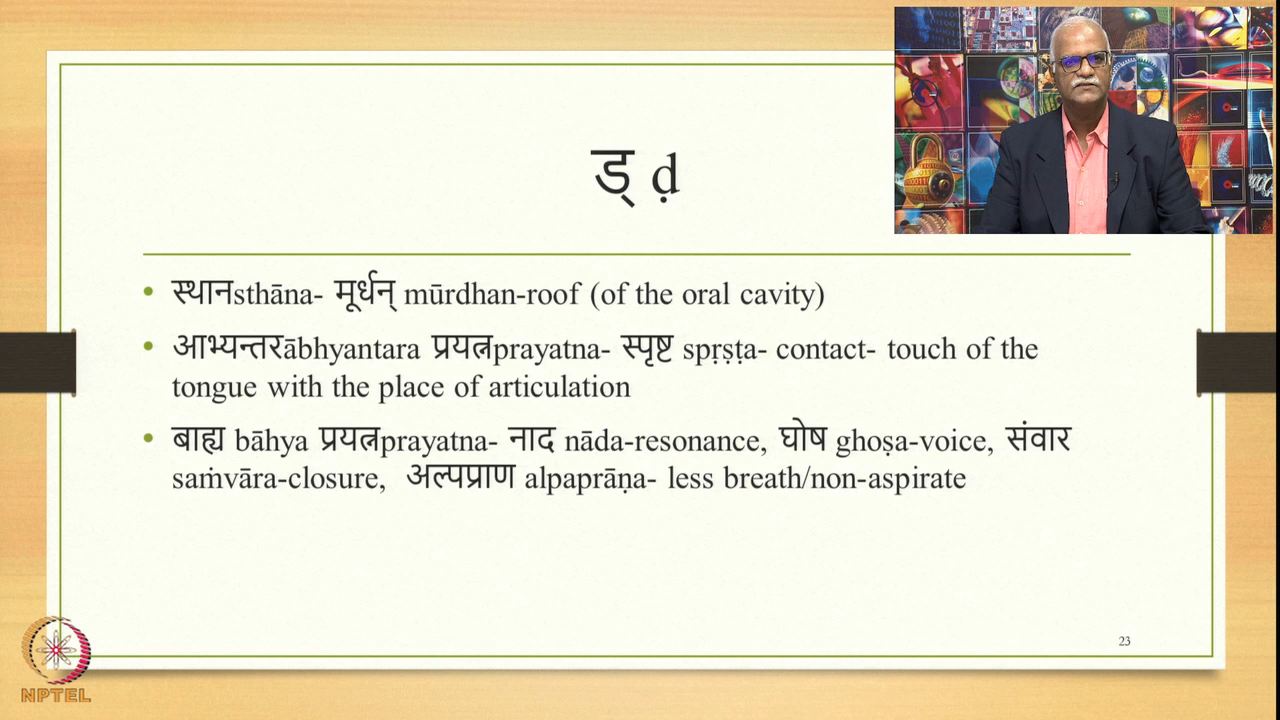 ड् ḍ
• स्थानsthāna- मूर्धन् mūrdhan-roof (of the oral cavity)
• आभ्यन्तरābhyantara प्रयत्नprayatna- स्पृष्ट spṛṣṭa- contact- touch of the
tongue with the place of articulation
• बाह्य bāhya प्रयत्नprayatna- नाद nāda-resonance, घोष ghoṣa-voice, संवार
saṁvāra-closure, अल्पप्राण alpaprāṇa- less breath/non-aspirate
23
NPTEL